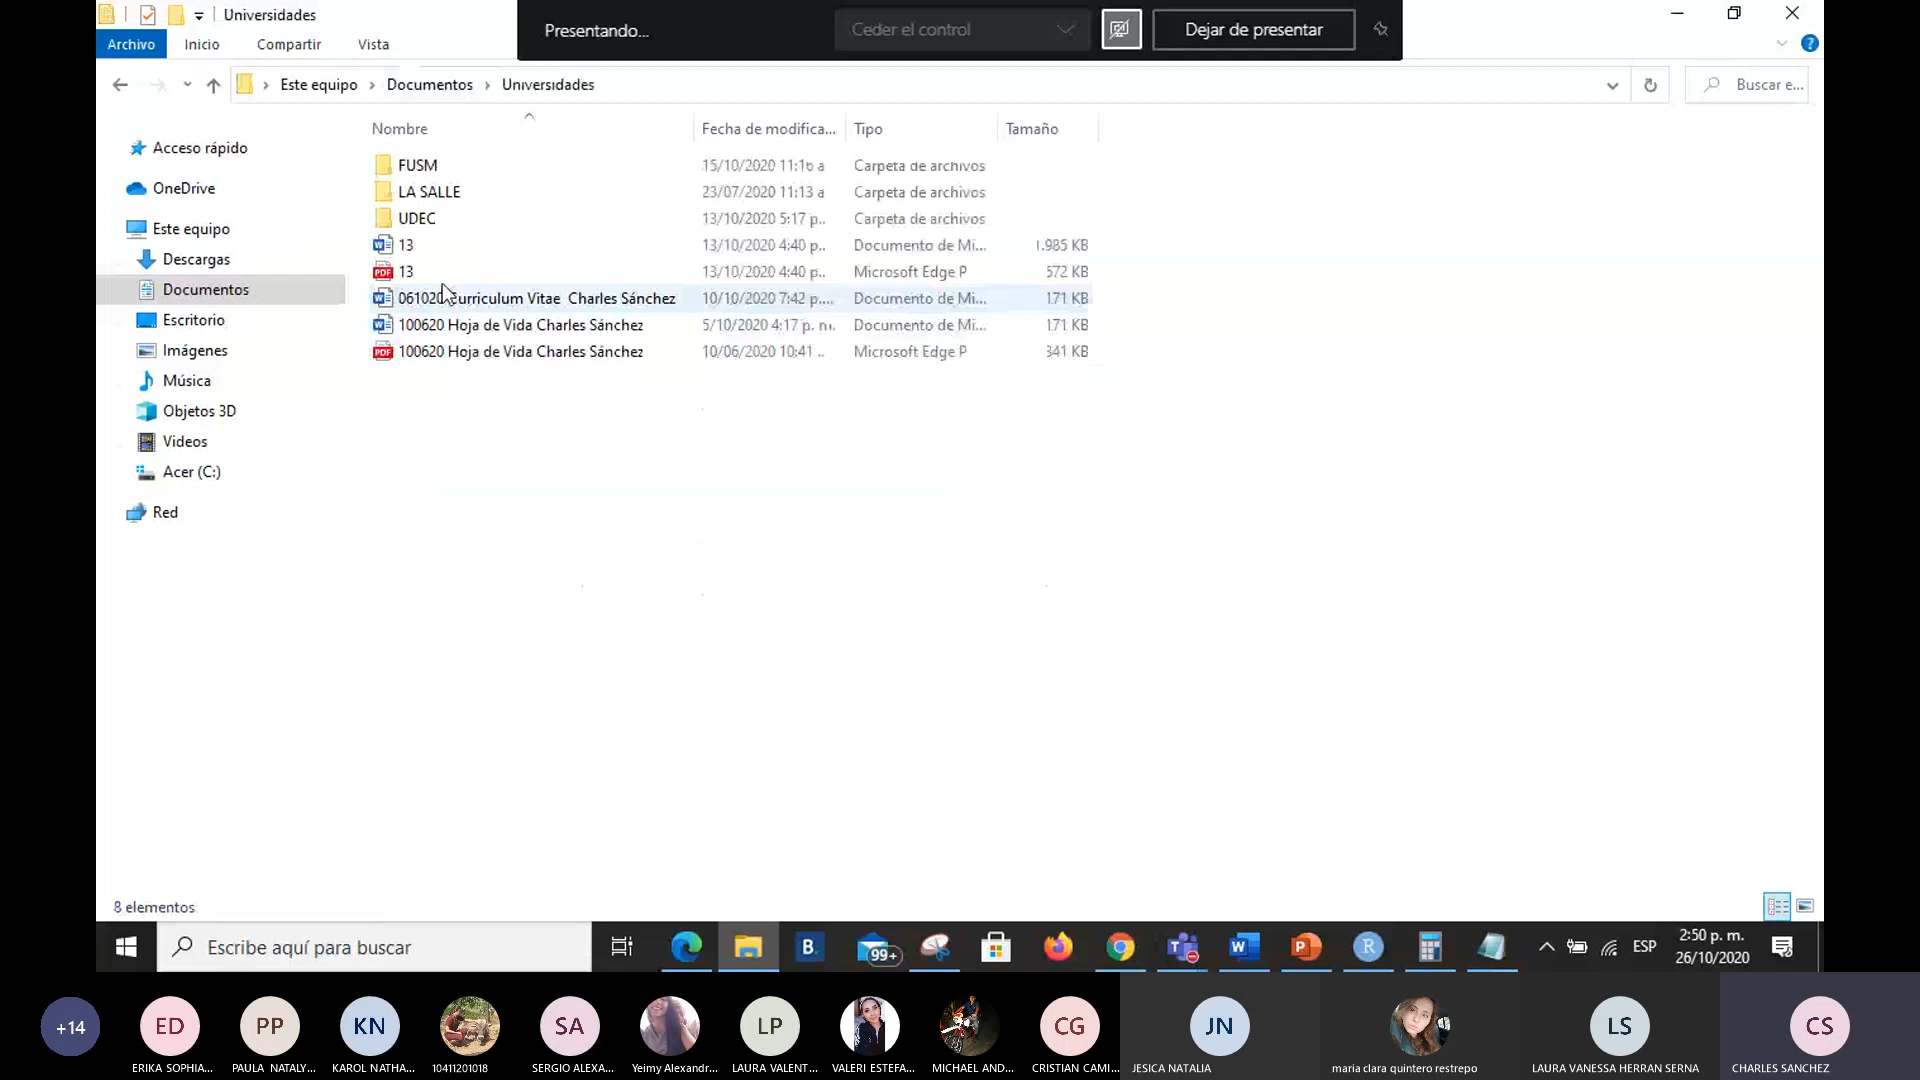 Universidades
Presentando...
Ceder el control
Dejar de presentar
Archivo
Inicio
Compartir
Vista
Este equipo
Documentos
Universidades
Buscar e...
Nombre
Fecha de modifica...
Tipo
Tamaño
Acceso rápido
OneDrive
Este equipo
Descargas
Documentos
Escritorio
Imágenes
Música
Objetos 3D
Videos
Acer (C:)
Red
FUSM 15/10/2020 11:16 a Carpeta de archivos
LA SALLE 23/07/2020 11:13 a Carpeta de archivos
UDEC 13/10/2020 5:17 p... Carpeta de archivos
13 13/10/2020 4:40 p... Documento de Mi... 1.985 KB
PDF 13 13/10/2020 4:40 p... Microsoft Edge P 572 KB
061020 Curriculum Vitae Charles Sánchez 10/10/2020 7:42 p.... Documento de Mi... 171 KB
100620 Hoja de Vida Charles Sánchez 5/10/2020 4:17 p. m. Documento de Mi... 171 KB
PDF 100620 Hoja de Vida Charles Sánchez 10/06/2020 10:41 .. Microsoft Edge P 341 KB
8 elementos
Escribe aquí para buscar
B.
99+
ESP
2:50 p. m.
26/10/2020
+14
ED
PP
KN
SA
LP
CG
JN
LS
CS
ERIKA SOPHIA...
PAULA NATALY...
KAROL NATHA...
10411201018
SERGIO ALEXA...
Yeimy Alexandr...
LAURA VALENT...
VALERI ESTEFA...
MICHAEL AND...
CRISTIAN CAMI...
JESICA NATALIA
maria clara quintero restrepo
LAURA VANESSA HERRAN SERNA
CHARLES SANCHEZ